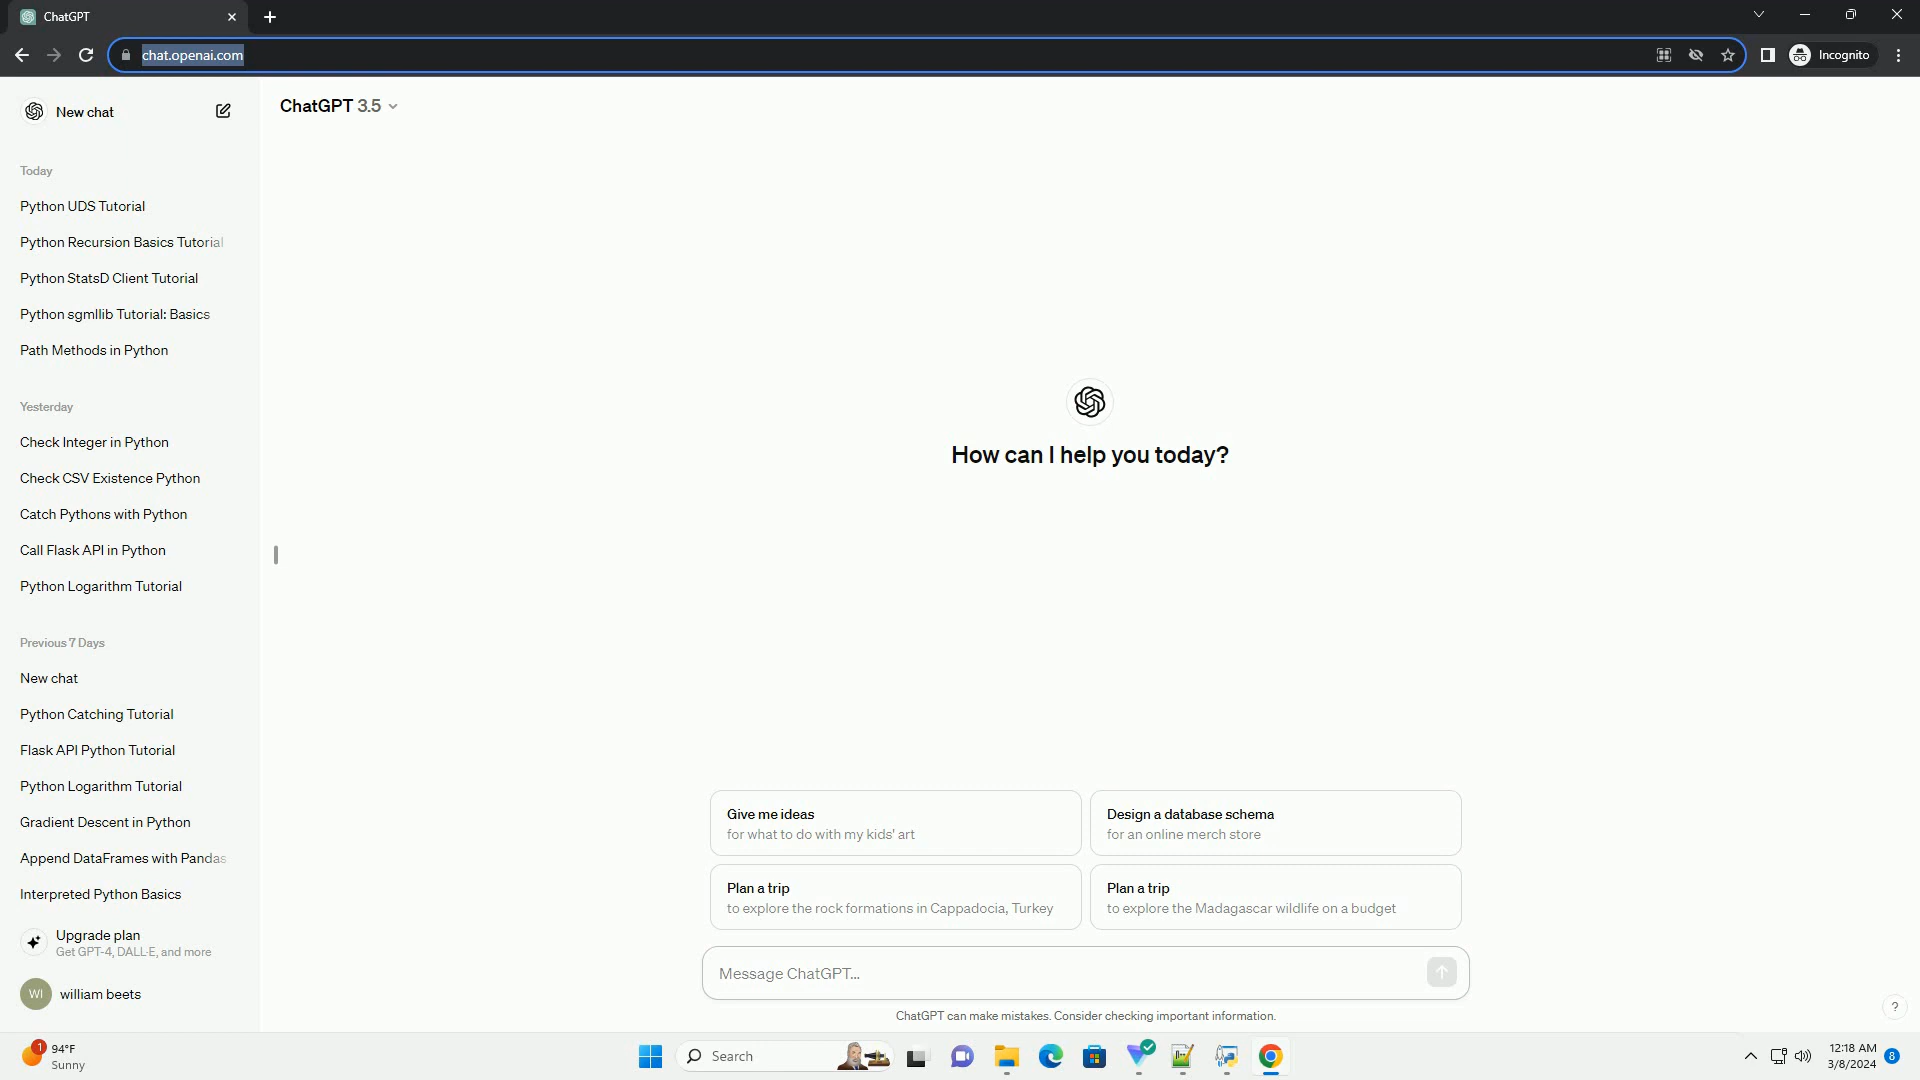 ChatGPT
chat.openai.com
Incognito
New chat
ChatGPT 3.5
Today
Python UDS Tutorial
Python Recursion Basics Tutorial
Python StatsD Client Tutorial
Python sgmllib Tutorial: Basics
Path Methods in Python
Yesterday
Check Integer in Python
Check CSV Existence Python
Catch Pythons with Python
Call Flask API in Python
Python Logarithm Tutorial
Previous 7 Days
New chat
Python Catching Tutorial
Flask API Python Tutorial
Python Logarithm Tutorial
Gradient Descent in Python
Append DataFrames with Pandas
Interpreted Python Basics
Upgrade plan
Get GPT-4, DALL·E, and more
WI
william beets
How can I help you today?
Give me ideas
for what to do with my kids' art
Design a database schema
for an online merch store
Plan a trip
to explore the rock formations in Cappadocia, Turkey
Plan a trip
to explore the Madagascar wildlife on a budget
Message ChatGPT...
ChatGPT can make mistakes. Consider checking important information.
?
1
94°F
Sunny
Search
12:18 AM
3/8/2024
8